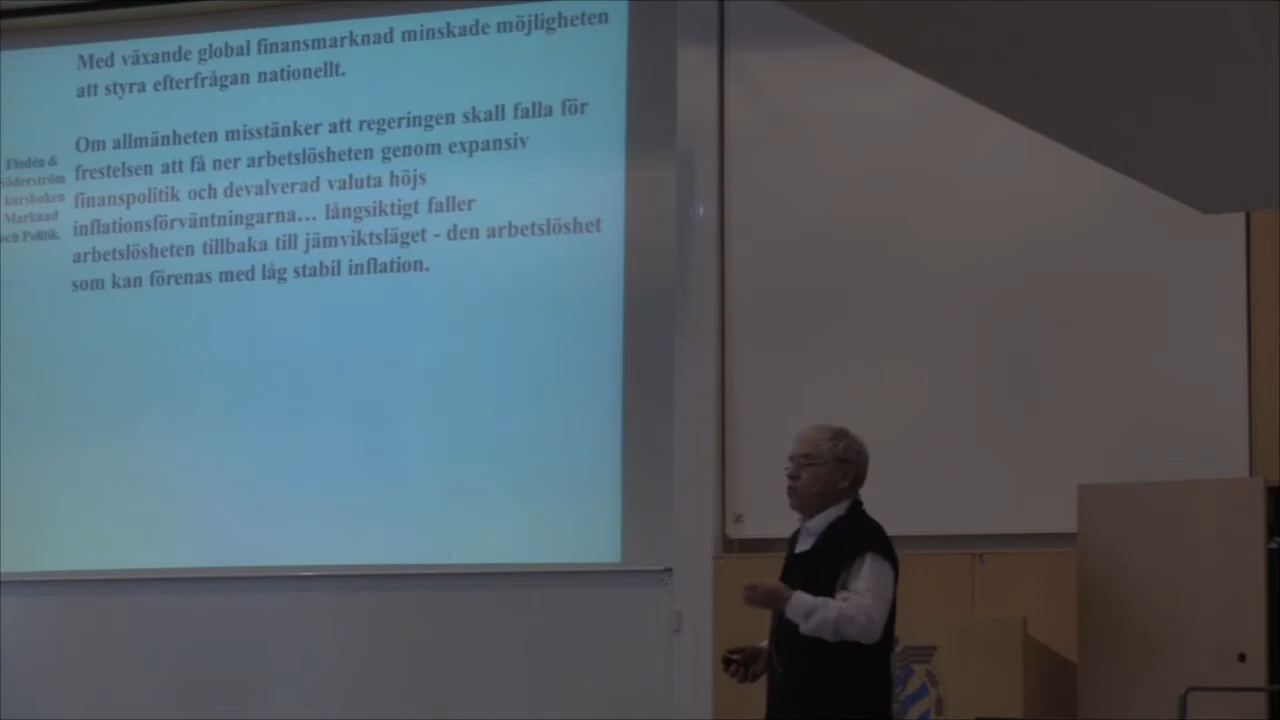 Med växande global finansmarknad minskade möjligheten
att styra efterfrågan nationellt.
Om allmänheten misstänker att regeringen skall falla för
frestelsen att få ner arbetslösheten genom expansiv
finanspolitik och devalverad valuta höjs
inflationsförväntningarna... långsiktigt faller
arbetslösheten tillbaka till jämviktsläget - den arbetslöshet
som kan förenas med låg stabil inflation.
Flodén &
Söderström
kursboken
Marknad
och Politik.